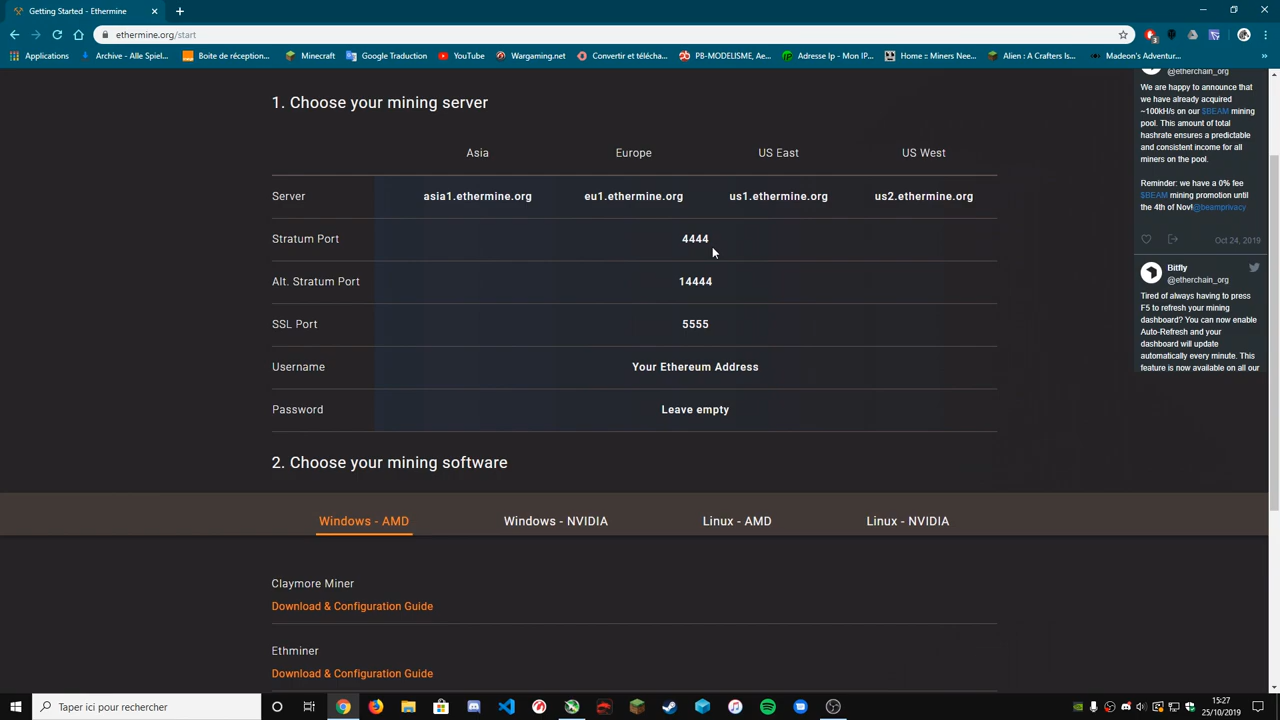 Getting Started - Ethermine
ethermine.org/start
Applications
Archive - Alle Spiel...
Boite de réception...
Minecraft
Google Traduction
YouTube
Wargaming.net
Convertir et télécha...
PB-MODELISME, Ae...
Adresse Ip - Mon IP...
Home :: Miners Nee...
Alien : A Crafters Is...
Madeon's Adventur...
»
1. Choose your mining server
Asia Europe US East US West
Server asia1.ethermine.org eu1.ethermine.org us1.ethermine.org us2.ethermine.org
Stratum Port 4444
Alt. Stratum Port 14444
SSL Port 5555
Username Your Ethereum Address
Password Leave empty
2. Choose your mining software
Windows - AMD Windows - NVIDIA Linux - AMD Linux - NVIDIA
Claymore Miner
Download & Configuration Guide
Ethminer
Download & Configuration Guide
@etherchain_org
We are happy to announce that
we have already acquired
~100kH/s on our $BEAM mining
pool. This amount of total
hashrate ensures a predictable
and consistent income for all
miners on the pool.
Reminder: we have a 0% fee
$BEAM mining promotion until
the 4th of Nov!@beamprivacy
Oct 24, 2019
Bitfly
@etherchain_org
Tired of always having to press
F5 to refresh your mining
dashboard? You can now enable
Auto-Refresh and your
dashboard will update
automatically every minute. This
feature is now available on all our
Taper ici pour rechercher
15:27
25/10/2019